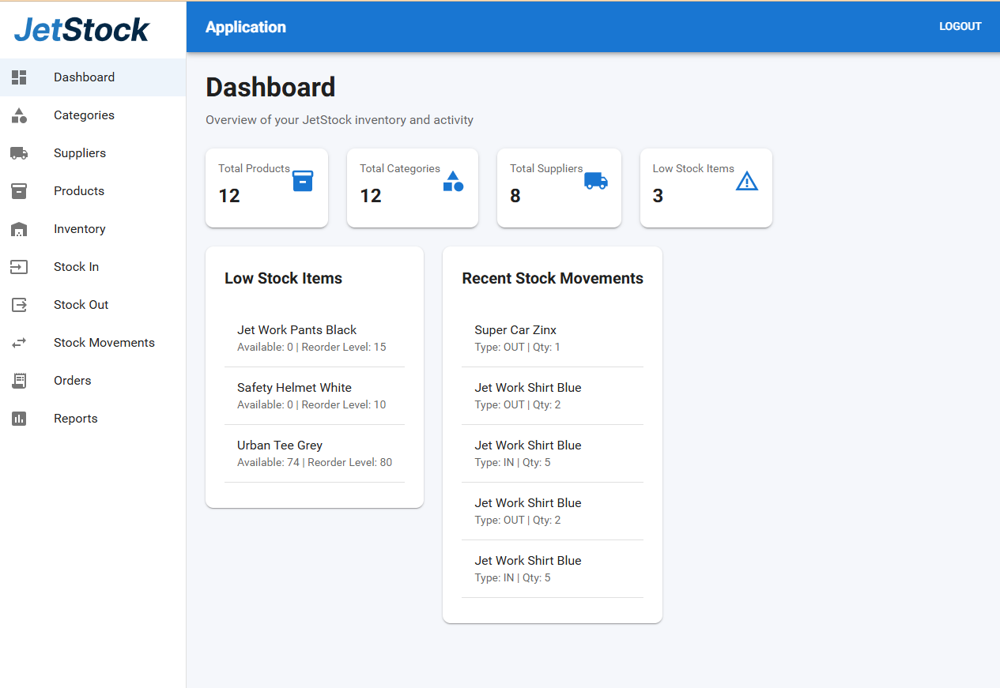 JetStock
Application
LOGOUT
Dashboard
Categories
Suppliers
Products
Inventory
Stock In
Stock Out
Stock Movements
Orders
Reports
Dashboard
Overview of your JetStock inventory and activity
Total Products
12
Total Categories
12
Total Suppliers
8
Low Stock Items
3
Low Stock Items
Jet Work Pants Black
Available: 0 | Reorder Level: 15
Safety Helmet White
Available: 0 | Reorder Level: 10
Urban Tee Grey
Available: 74 | Reorder Level: 80
Recent Stock Movements
Super Car Zinx
Type: OUT | Qty: 1
Jet Work Shirt Blue
Type: OUT | Qty: 2
Jet Work Shirt Blue
Type: IN | Qty: 5
Jet Work Shirt Blue
Type: OUT | Qty: 2
Jet Work Shirt Blue
Type: IN | Qty: 5